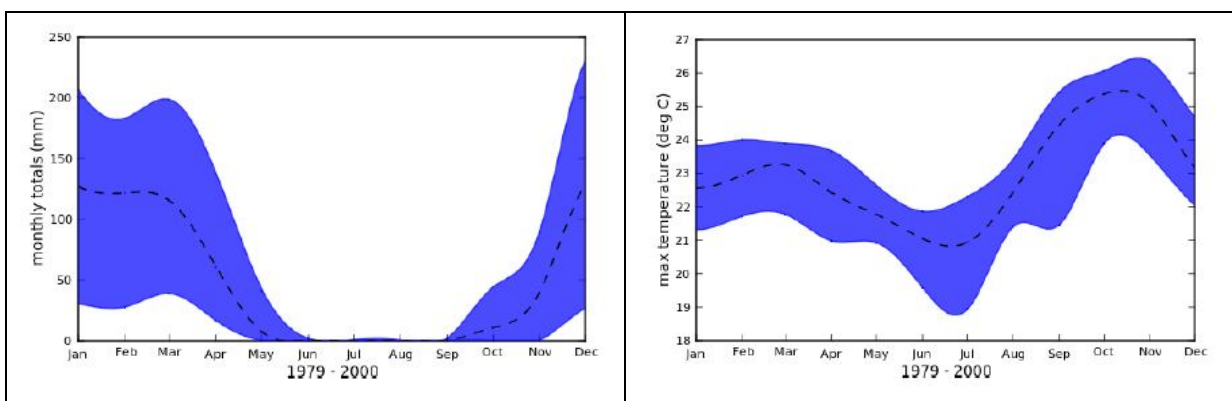 250
200
150
100
50
0
monthly totals (mm)
Jan Feb Mar Apr May Jun Jul Aug Sep Oct Nov Dec
1979 - 2000
27
26
25
24
23
22
21
20
19
18
max temperature (deg C)
Jan Feb Mar Apr May Jun Jul Aug Sep Oct Nov Dec
1979 - 2000